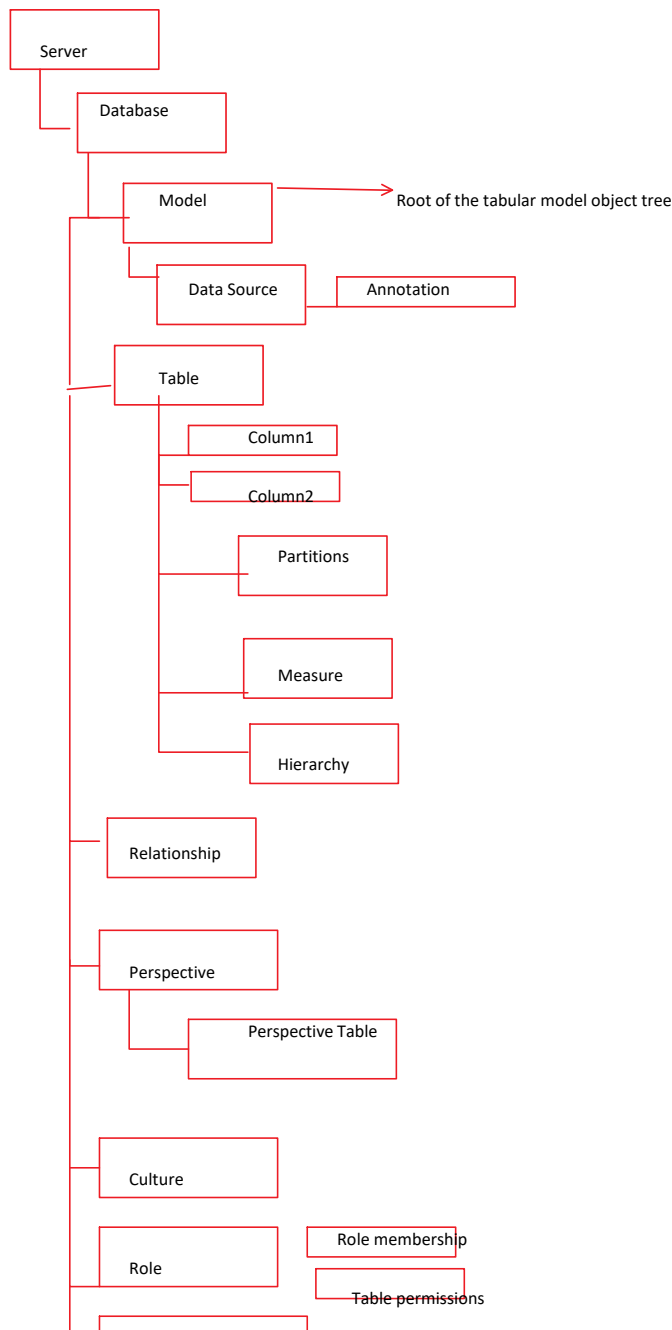 Server
Database
Model
Root of the tabular model object tree
Data Source
Annotation
Table
Column1
Column2
Partitions
Measure
Hierarchy
Relationship
Perspective
Perspective Table
Culture
Role
Role membership
Table permissions